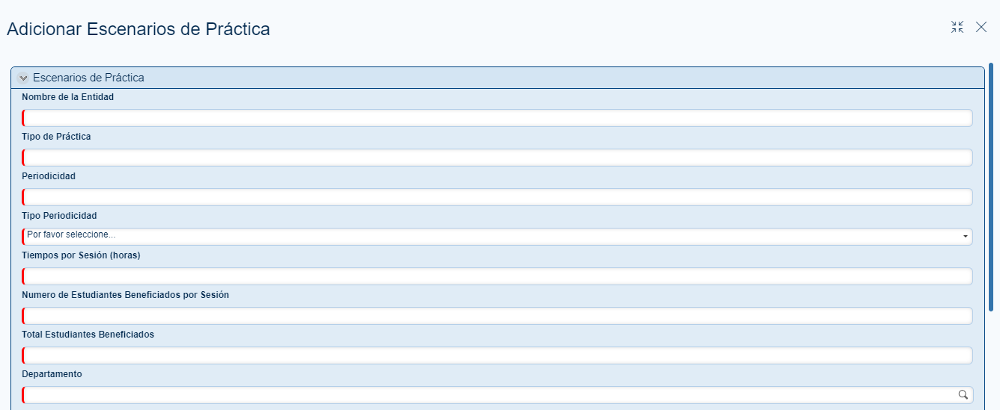 Adicionar Escenarios de Práctica
Escenarios de Práctica
Nombre de la Entidad
Tipo de Práctica
Periodicidad
Tipo Periodicidad
Por favor seleccione...
Tiempos por Sesión (horas)
Numero de Estudiantes Beneficiados por Sesión
Total Estudiantes Beneficiados
Departamento